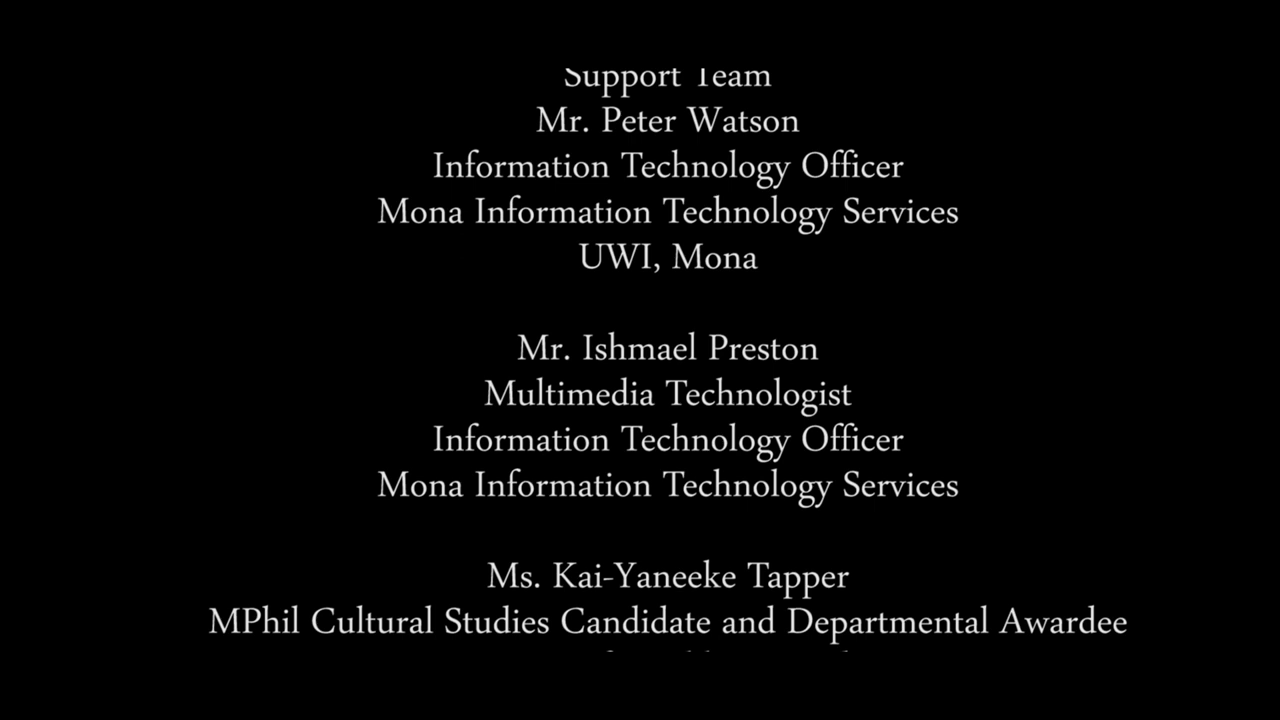 Support Team
Mr. Peter Watson
Information Technology Officer
Mona Information Technology Services
UWI, Mona
Mr. Ishmael Preston
Multimedia Technologist
Information Technology Officer
Mona Information Technology Services
Ms. Kai-Yaneeke Tapper
MPhil Cultural Studies Candidate and Departmental Awardee